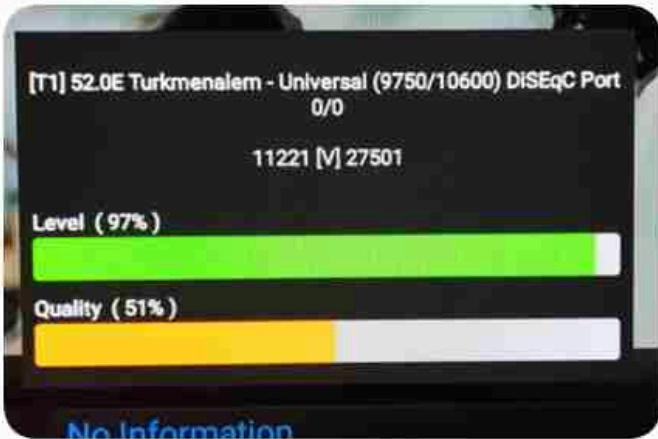 [T1] 52.0E Turkmenalem - Universal (9750/10600) DiSEqC Port
0/0
11221 [V] 27501
Level ( 97% )
Quality ( 51% )
No Information